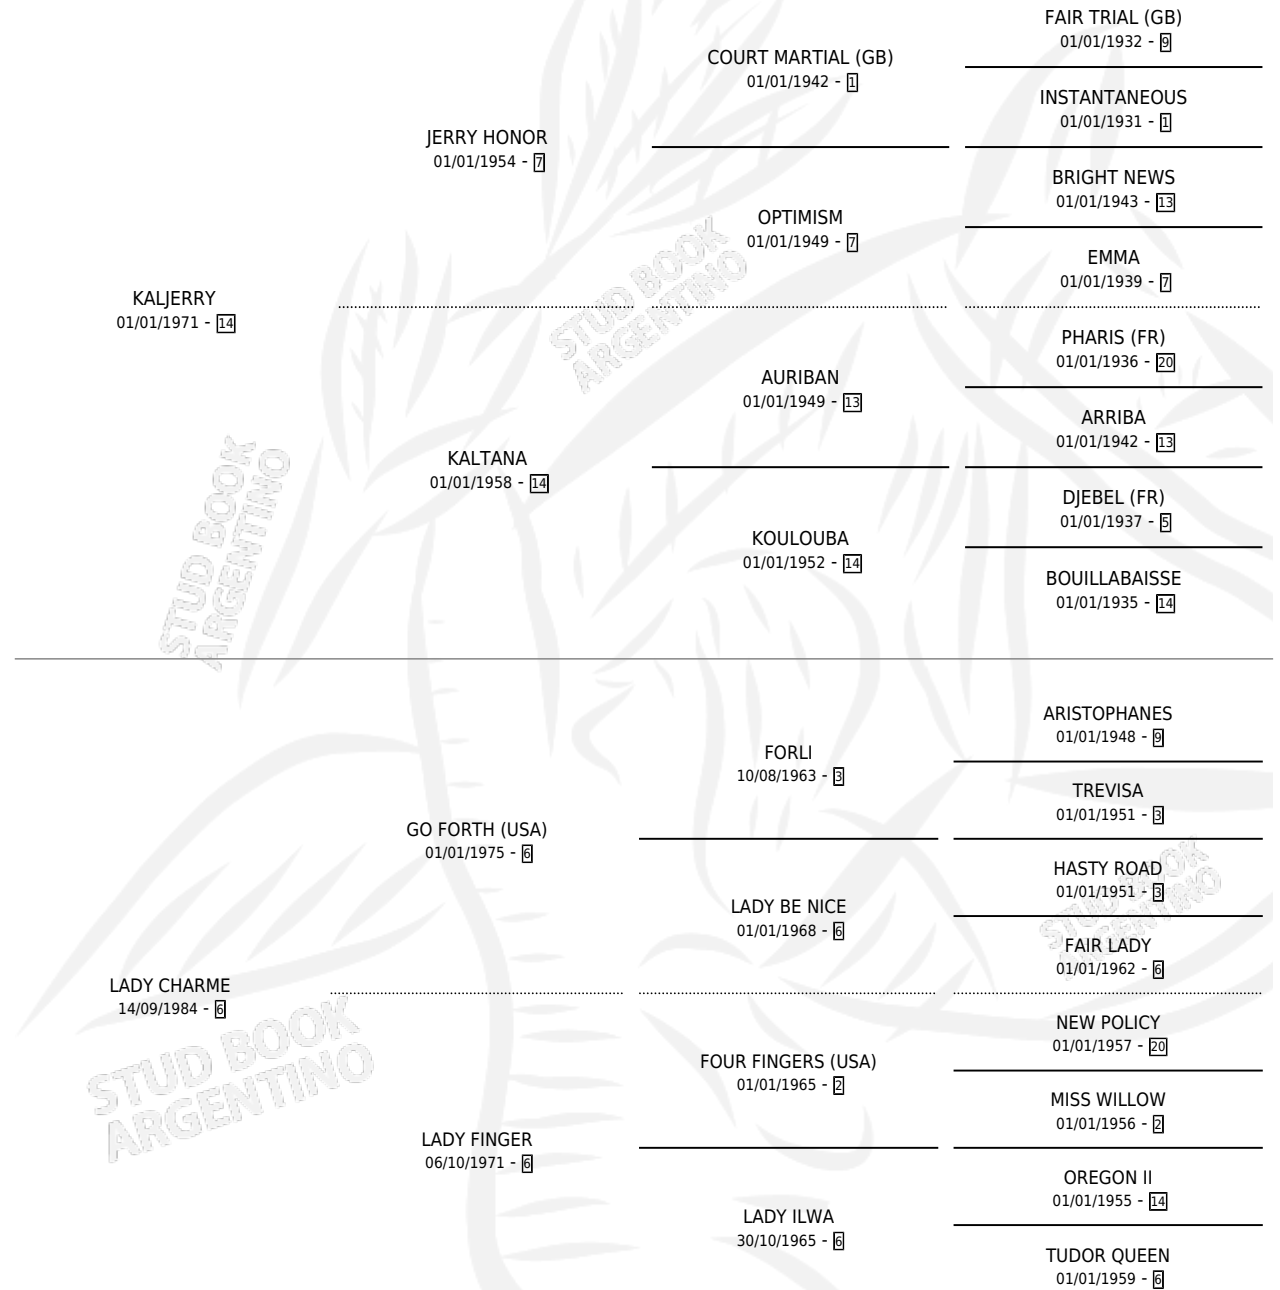 FAIR TRIAL (GB)
01/01/1932 - 9
COURT MARTIAL (GB)
01/01/1942 - 1
INSTANTANEOUS
01/01/1931 - 1
JERRY HONOR
01/01/1954 - 7
BRIGHT NEWS
01/01/1943 - 13
OPTIMISM
01/01/1949 - 7
EMMA
01/01/1939 - 7
KALJERRY
01/01/1971 - 14
PHARIS (FR)
01/01/1936 - 20
AURIBAN
01/01/1949 - 13
ARRIBA
01/01/1942 - 13
KALTANA
01/01/1958 - 14
DJEBEL (FR)
01/01/1937 - 5
KOULOUBA
01/01/1952 - 14
BOUILLABAISSE
01/01/1935 - 14
STUD BOOK
ARGENTINO
STUD BOOK
ARGENTINO
ARISTOPHANES
01/01/1948 - 9
FORLI
10/08/1963 - 3
TREVISA
01/01/1951 - 3
GO FORTH (USA)
01/01/1975 - 6
HASTY ROAD
01/01/1951 - 3
LADY BE NICE
01/01/1968 - 6
FAIR LADY
01/01/1962 - 6
STUD BOOK
ARGENTINO
LADY CHARME
14/09/1984 - 6
NEW POLICY
01/01/1957 - 20
FOUR FINGERS (USA)
01/01/1965 - 2
MISS WILLOW
01/01/1956 - 2
LADY FINGER
06/10/1971 - 6
OREGON II
01/01/1955 - 14
LADY ILWA
30/10/1965 - 6
TUDOR QUEEN
01/01/1959 - 6
STUD BOOK
ARGENTINO